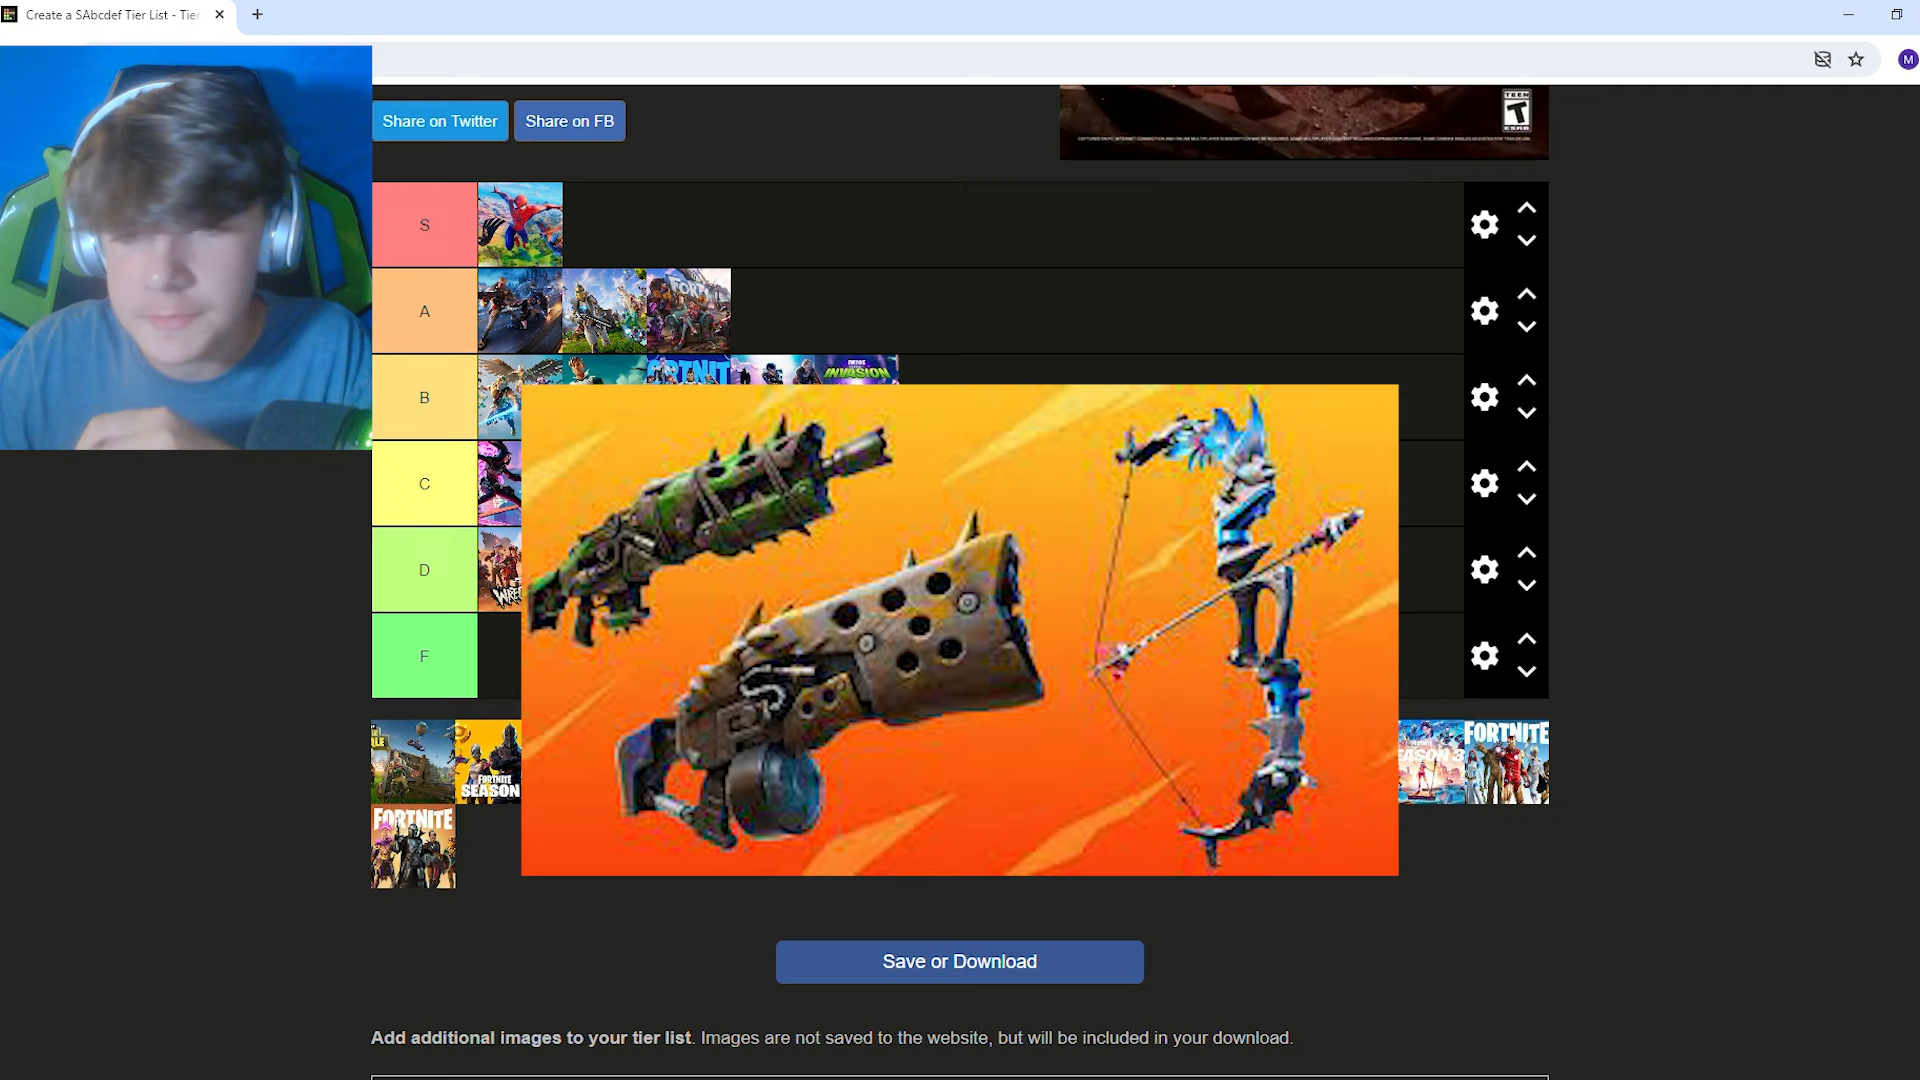 Create a SAbcdef Tier List - Tier
M
Share on Twitter
Share on FB
TEEN
T
ESRB
S
A
B
C
D
F
INVASION
FORTNITE
SEASON
FORTNITE
FORTNITE
Save or Download
Add additional images to your tier list. Images are not saved to the website, but will be included in your download.